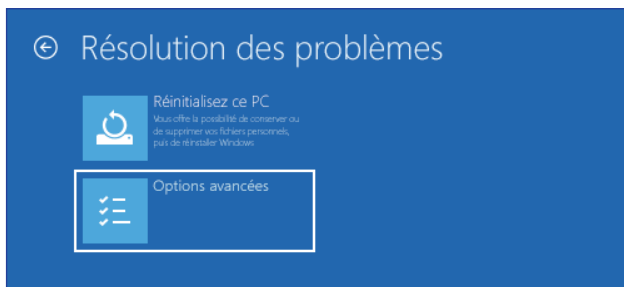 Résolution des problèmes
Réinitialisez ce PC
Vous offre la possibilité de conserver ou
de supprimer vos fichiers personnels,
puis de réinstaller Windows
Options avancées